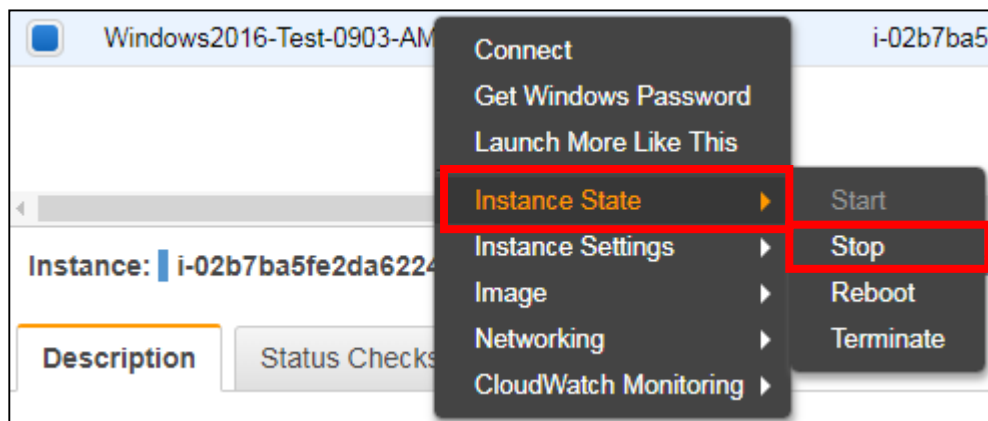 Windows2016-Test-0903-AM
i-02b7ba5
Connect
Get Windows Password
Launch More Like This
Instance State
Start
Instance Settings
Stop
Instance: i-02b7ba5fe2da6224
Image
Reboot
Networking
Terminate
Description
Status Checks
CloudWatch Monitoring